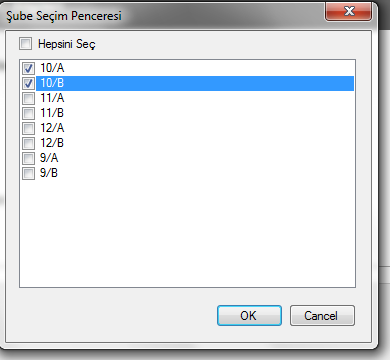 Şube Seçim Penceresi
Hepsini Seç
10/A
10/B
11/A
11/B
12/A
12/B
9/A
9/B
OK
Cancel